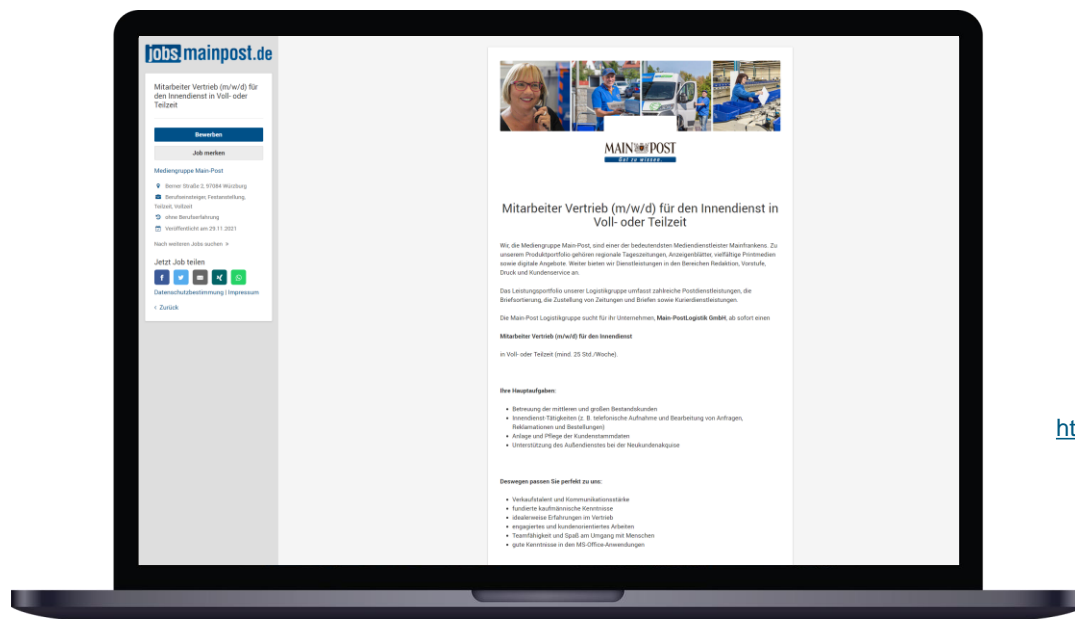 jobs.mainpost.de
Mitarbeiter Vertrieb (m/w/d) für
den Innendienst in Voll- oder
Teilzeit
Bewerben
Job merken
Mediengruppe Main-Post
Berner Straße 2, 97084 Würzburg
Berufseinsteiger, Festanstellung,
Teilzeit, Vollzeit
ohne Berufserfahrung
Veröffentlicht am 29.11.2021
Nach weiteren Jobs suchen »
Jetzt Job teilen
Datenschutzbestimmung | Impressum
‹ Zurück
MAIN POST
Gut zu wissen.
Mitarbeiter Vertrieb (m/w/d) für den Innendienst in
Voll- oder Teilzeit
Wir, die Mediengruppe Main-Post, sind einer der bedeutendsten Mediendienstleister Mainfrankens. Zu
unserem Produktportfolio gehören regionale Tageszeitungen, Anzeigenblätter, vielfältige Printmedien
sowie digitale Angebote. Weiter bieten wir Dienstleistungen in den Bereichen Redaktion, Vorstufe,
Druck und Kundenservice an.
Das Leistungsportfolio unserer Logistikgruppe umfasst zahlreiche Postdienstleistungen, die
Briefsortierung, die Zustellung von Zeitungen und Briefen sowie Kurierdienstleistungen.
Die Main-Post Logistikgruppe sucht für ihr Unternehmen, Main-PostLogistik GmbH, ab sofort einen
Mitarbeiter Vertrieb (m/w/d) für den Innendienst
in Voll- oder Teilzeit (mind. 25 Std./Woche).
Ihre Hauptaufgaben:
• Betreuung der mittleren und großen Bestandskunden
• Innendienst-Tätigkeiten (z. B. telefonische Aufnahme und Bearbeitung von Anfragen,
Reklamationen und Bestellungen)
• Anlage und Pflege der Kundenstammdaten
• Unterstützung des Außendienstes bei der Neukundenakquise
Deswegen passen Sie perfekt zu uns:
• Verkaufstalent und Kommunikationsstärke
• fundierte kaufmännische Kenntnisse
• idealerweise Erfahrungen im Vertrieb
• engagiertes und kundenorientiertes Arbeiten
• Teamfähigkeit und Spaß am Umgang mit Menschen
• gute Kenntnisse in den MS-Office-Anwendungen
ht